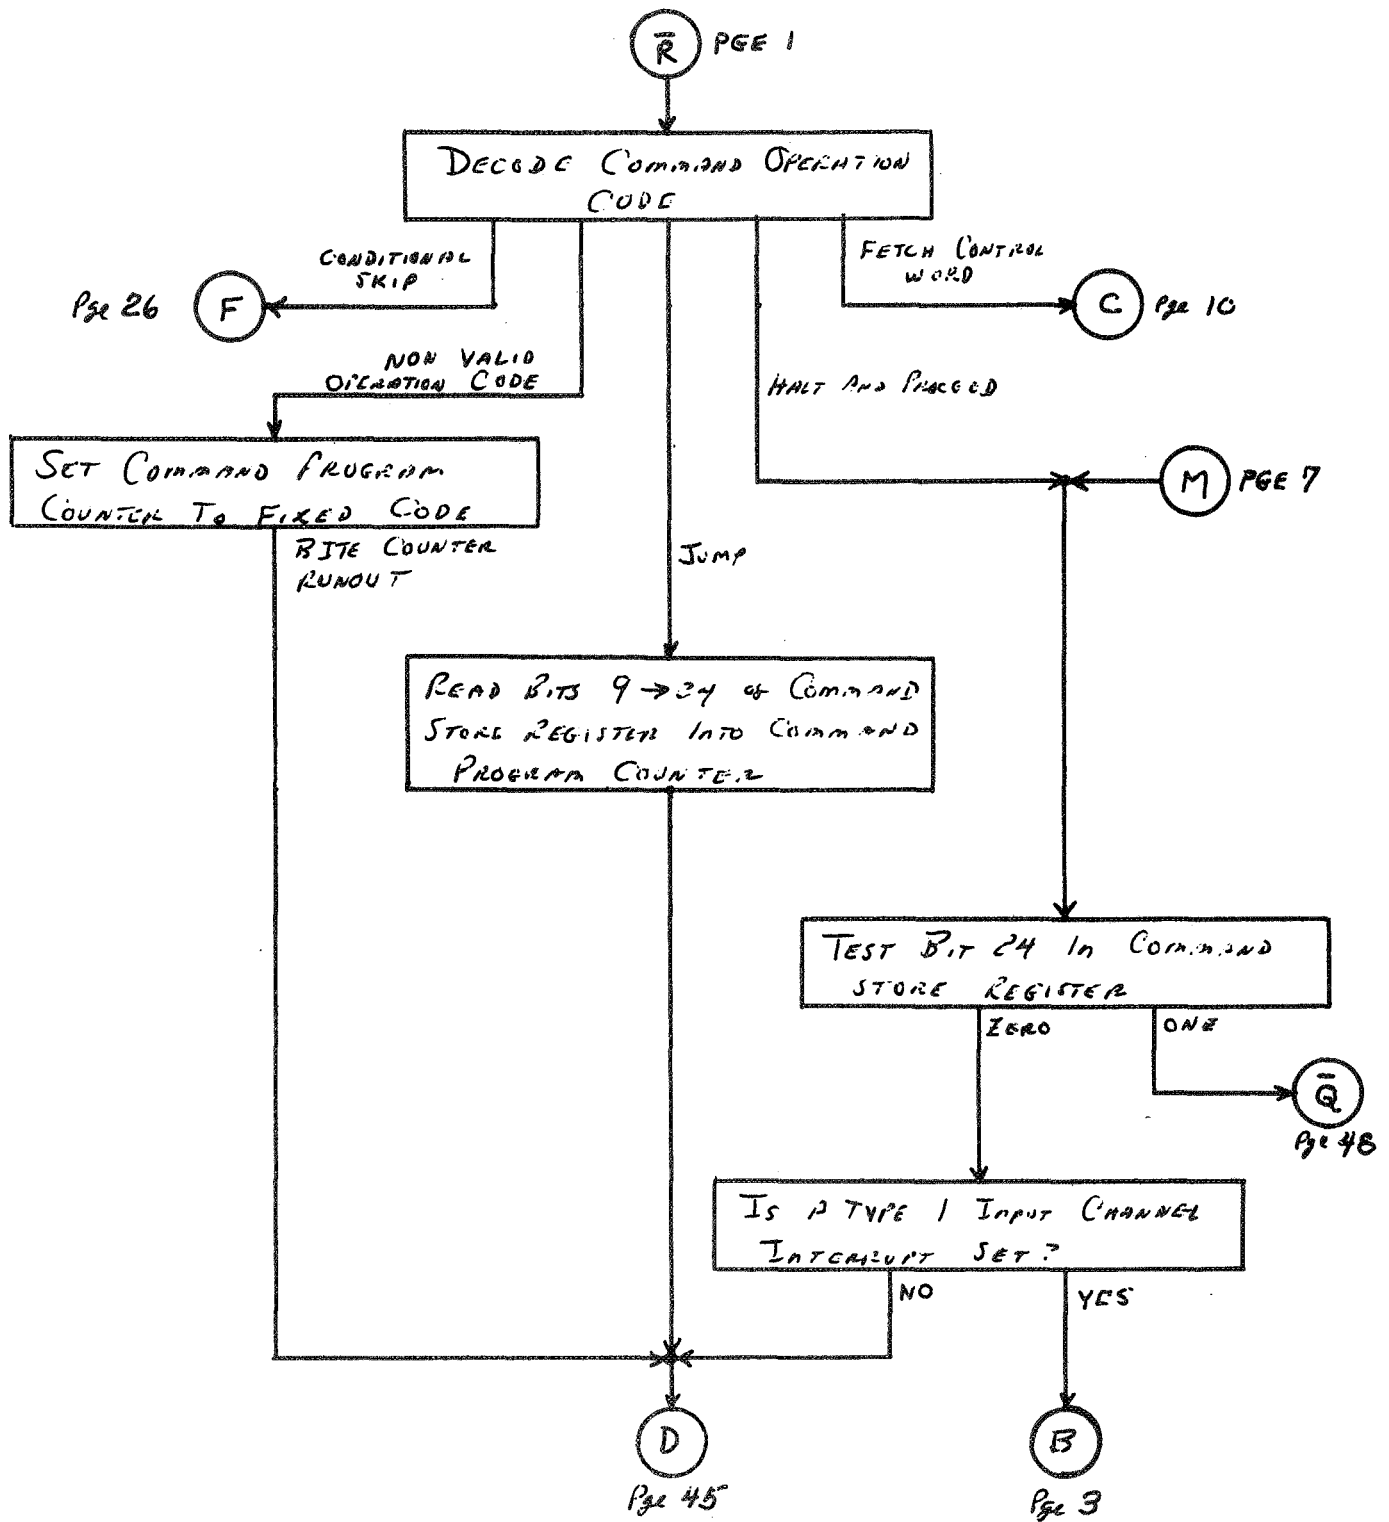 R̄ PGE 1
DECODE COMMAND OPERATION
CODE
CONDITIONAL
SKIP
FETCH CONTROL
WORD
Pge 26 F
C Pge 10
NON VALID
OPERATION CODE
HALT AND PROCEED
SET COMMAND PROGRAM
COUNTER TO FIXED CODE
M PGE 7
BITE COUNTER
RUNOUT
JUMP
READ BITS 9→24 of COMMAND
STORE REGISTER INTO COMMAND
PROGRAM COUNTER
TEST BIT 24 In COMMAND
STORE REGISTER
ZERO
ONE
Q̄
Pge 48
IS A TYPE 1 INPUT CHANNEL
INTERRUPT SET?
NO
YES
D
B
Pge 45
Pge 3